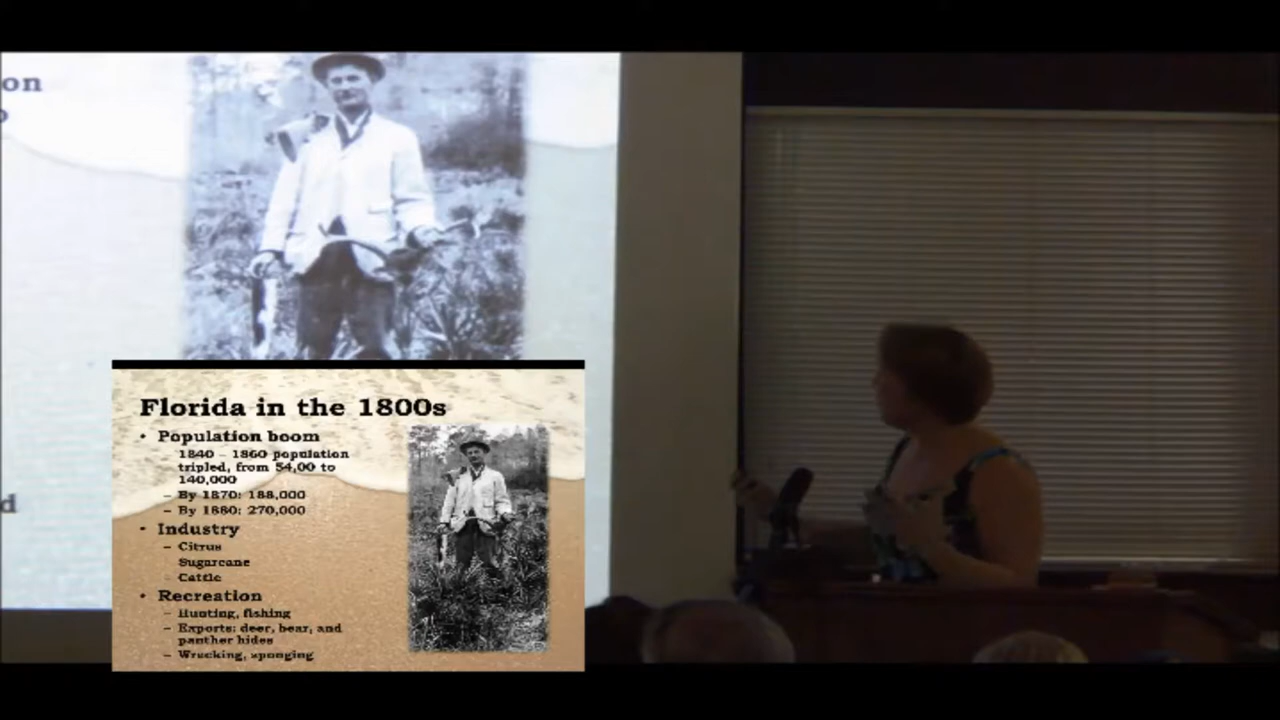 on
Florida in the 1800s
• Population boom
1840 – 1860 population
tripled, from 54,00 to
140,000
– By 1870: 188,000
– By 1880: 270,000
• Industry
– Citrus
Sugarcane
– Cattle
• Recreation
– Hunting, fishing
– Exports: deer, bear, and
panther hides
– Wrecking, sponging